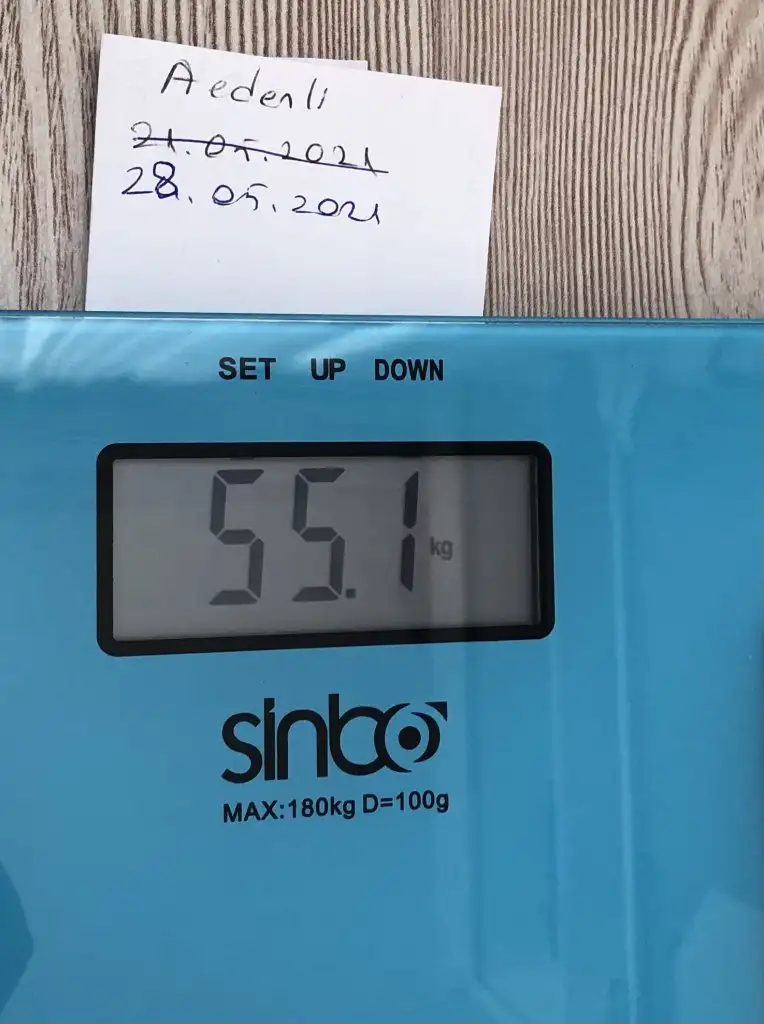 Aedenli
21.05.2021
28.05.2021
SET UP DOWN
55.1 kg
sinbo
MAX:180kg D=100g